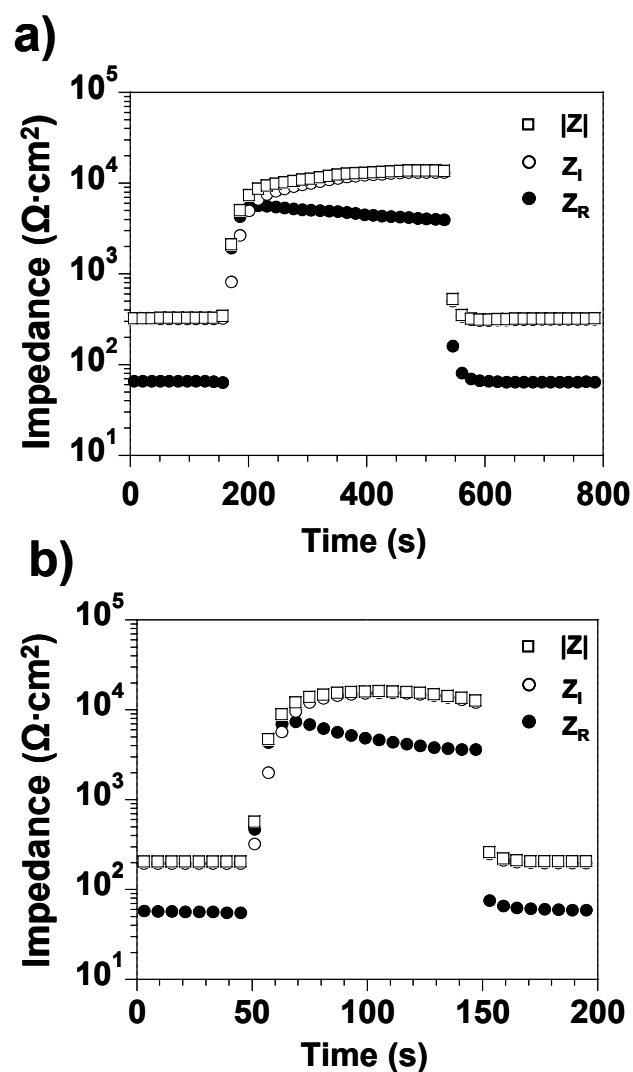 a)
10⁵
10⁴
10³
10²
10¹
Impedance (Ω·cm²)
|Z|
Z_I
Z_R
0 200 400 600 800
Time (s)
b)
10⁵
10⁴
10³
10²
10¹
Impedance (Ω·cm²)
|Z|
Z_I
Z_R
0 50 100 150 200
Time (s)